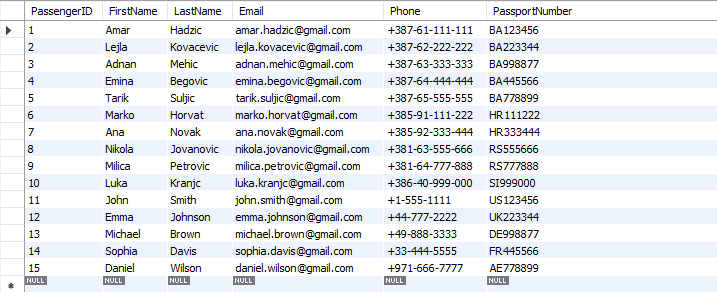 PassengerID FirstName LastName Email Phone PassportNumber
1 Amar Hadzic amar.hadzic@gmail.com +387-61-111-111 BA123456
2 Lejla Kovacevic lejla.kovacevic@gmail.com +387-62-222-222 BA223344
3 Adnan Mehic adnan.mehic@gmail.com +387-63-333-333 BA998877
4 Emina Begovic emina.begovic@gmail.com +387-64-444-444 BA445566
5 Tarik Suljic tarik.suljic@gmail.com +387-65-555-555 BA778899
6 Marko Horvat marko.horvat@gmail.com +385-91-111-222 HR111222
7 Ana Novak ana.novak@gmail.com +385-92-333-444 HR333444
8 Nikola Jovanovic nikola.jovanovic@gmail.com +381-63-555-666 RS555666
9 Milica Petrovic milica.petrovic@gmail.com +381-64-777-888 RS777888
10 Luka Kranjc luka.kranjc@gmail.com +386-40-999-000 SI999000
11 John Smith john.smith@gmail.com +1-555-1111 US123456
12 Emma Johnson emma.johnson@gmail.com +44-777-2222 UK223344
13 Michael Brown michael.brown@gmail.com +49-888-3333 DE998877
14 Sophia Davis sophia.davis@gmail.com +33-444-5555 FR445566
15 Daniel Wilson daniel.wilson@gmail.com +971-666-7777 AE778899
NULL NULL NULL NULL NULL NULL